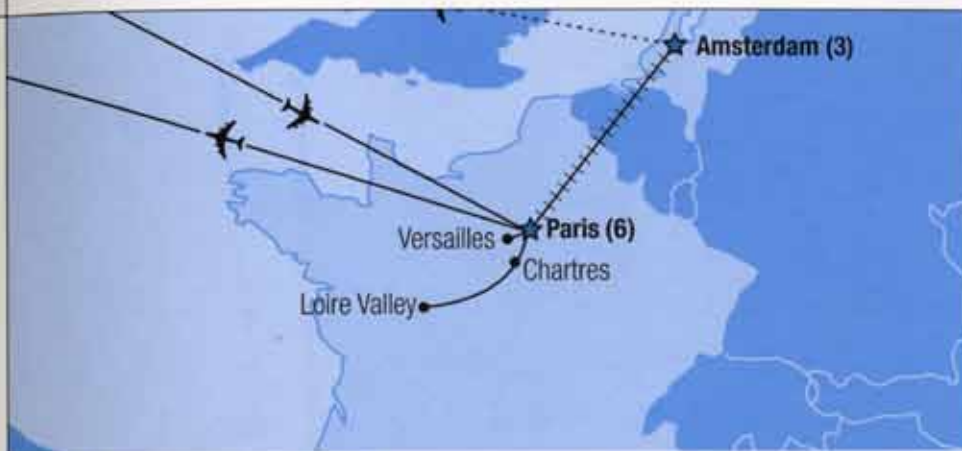 Amsterdam (3)
Paris (6)
Versailles
Chartres
Loire Valley